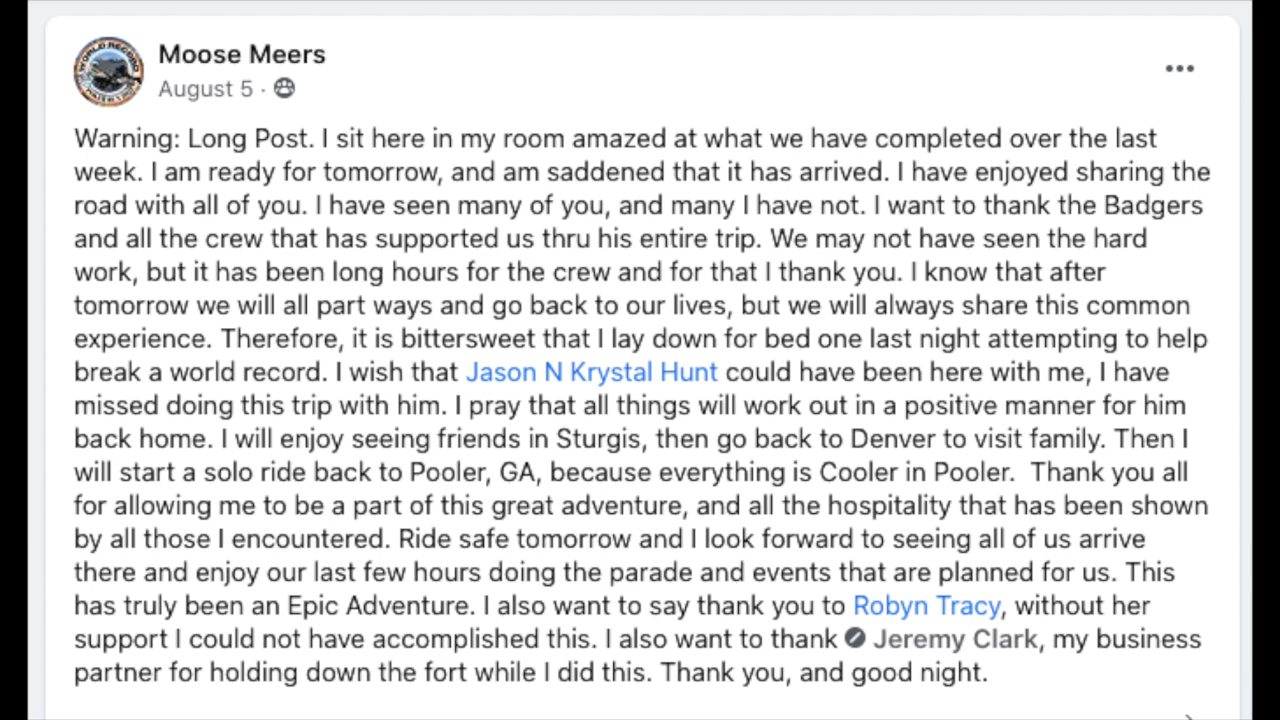 WORLD RECORD
Moose Meers
August 5 ·
Warning: Long Post. I sit here in my room amazed at what we have completed over the last
week. I am ready for tomorrow, and am saddened that it has arrived. I have enjoyed sharing the
road with all of you. I have seen many of you, and many I have not. I want to thank the Badgers
and all the crew that has supported us thru his entire trip. We may not have seen the hard
work, but it has been long hours for the crew and for that I thank you. I know that after
tomorrow we will all part ways and go back to our lives, but we will always share this common
experience. Therefore, it is bittersweet that I lay down for bed one last night attempting to help
break a world record. I wish that Jason N Krystal Hunt could have been here with me, I have
missed doing this trip with him. I pray that all things will work out in a positive manner for him
back home. I will enjoy seeing friends in Sturgis, then go back to Denver to visit family. Then I
will start a solo ride back to Pooler, GA, because everything is Cooler in Pooler.  Thank you all
for allowing me to be a part of this great adventure, and all the hospitality that has been shown
by all those I encountered. Ride safe tomorrow and I look forward to seeing all of us arrive
there and enjoy our last few hours doing the parade and events that are planned for us. This
has truly been an Epic Adventure. I also want to say thank you to Robyn Tracy, without her
support I could not have accomplished this. I also want to thank Jeremy Clark, my business
partner for holding down the fort while I did this. Thank you, and good night.